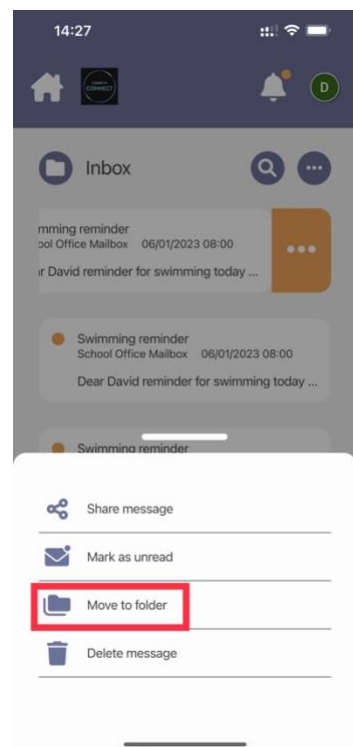 14:27
CONNECT
D
Inbox
mming reminder
ool Office Mailbox 06/01/2023 08:00
r David reminder for swimming today ...
Swimming reminder
School Office Mailbox 06/01/2023 08:00
Dear David reminder for swimming today ...
Swimming reminder
Share message
Mark as unread
Move to folder
Delete message